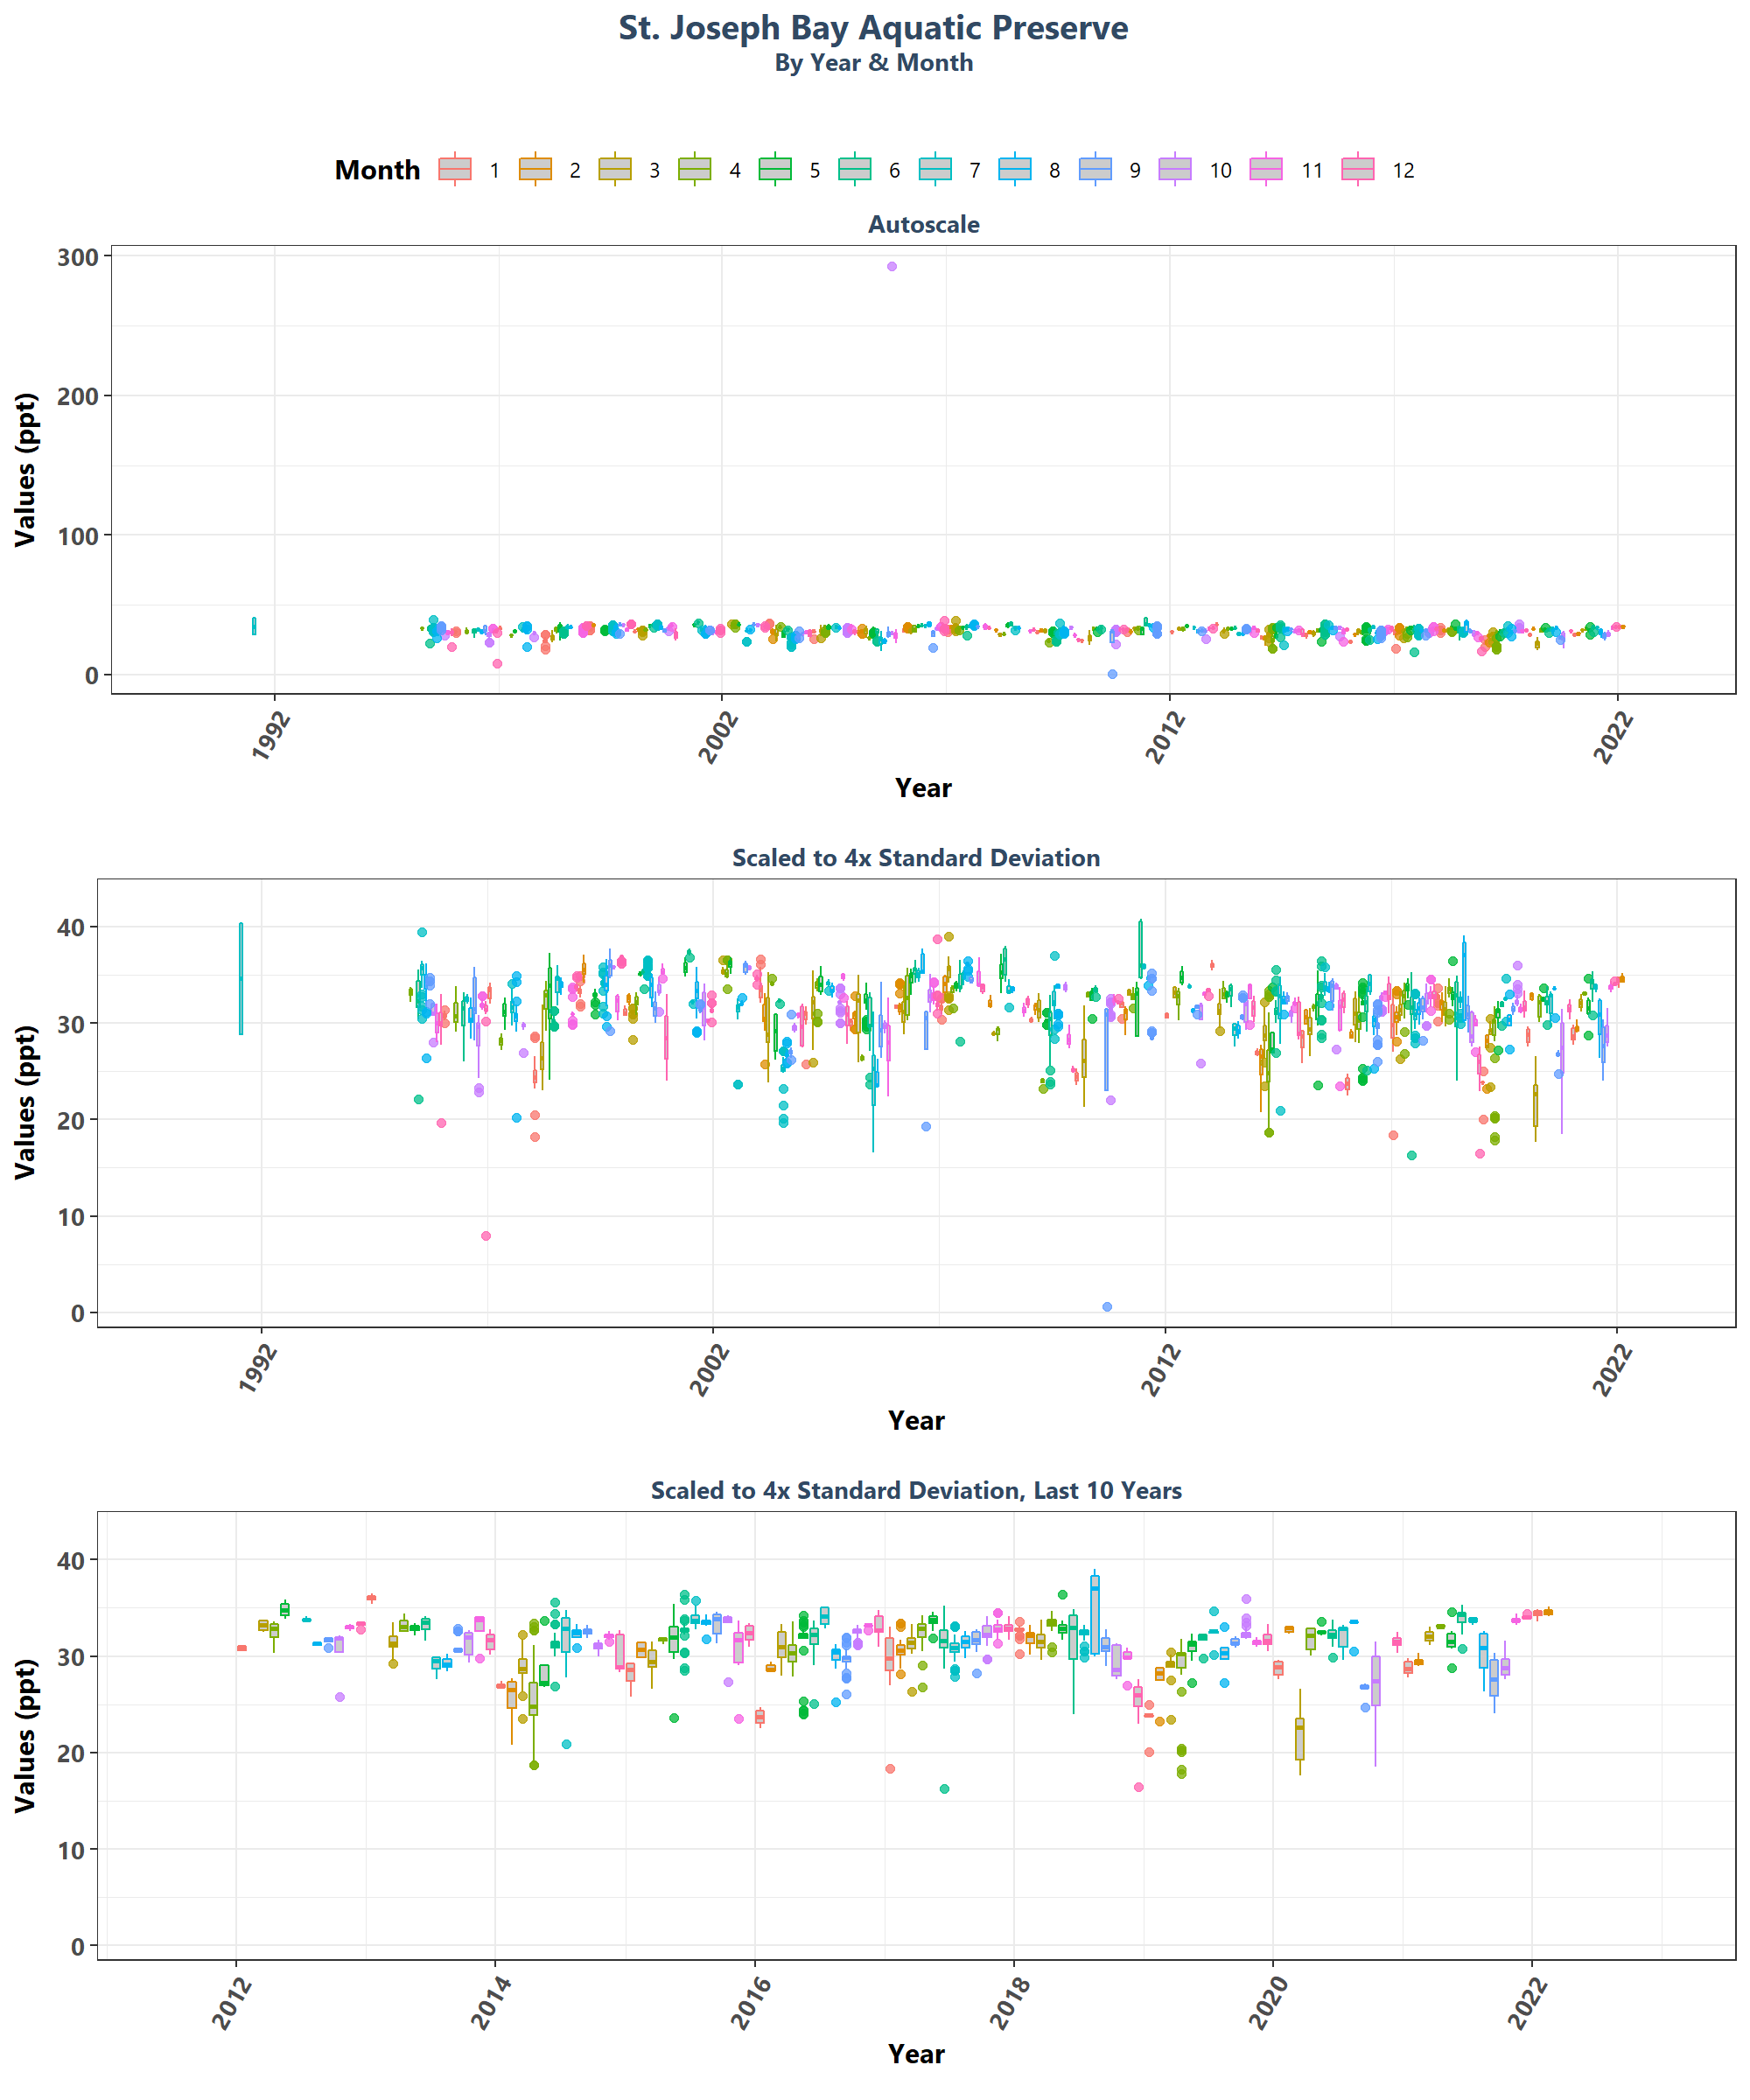 St. Joseph Bay Aquatic Preserve
By Year & Month
Month 1 2 3 4 5 6 7 8 9 10 11 12
Autoscale
300
200
100
0
Values (ppt)
1992 2002 2012 2022
Year
Scaled to 4x Standard Deviation
40
30
20
10
0
Values (ppt)
1992 2002 2012 2022
Year
Scaled to 4x Standard Deviation, Last 10 Years
40
30
20
10
0
Values (ppt)
2012 2014 2016 2018 2020 2022
Year